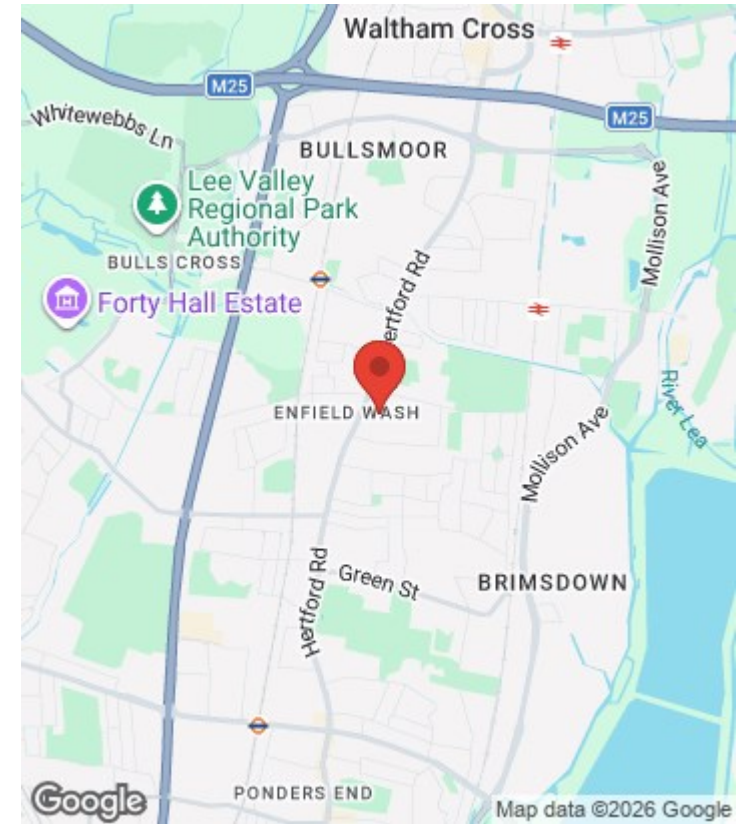 Waltham Cross
M25
M25
Whitewebbs Ln
BULLSMOOR
Lee Valley
Regional Park
Authority
Mollison Ave
BULLS CROSS
Forty Hall Estate
ertford Rd
River Lea
ENFIELD WASH
Mollison Ave
Hertford Rd
Green St
BRIMSDOWN
PONDERS END
Google
Map data ©2026 Google